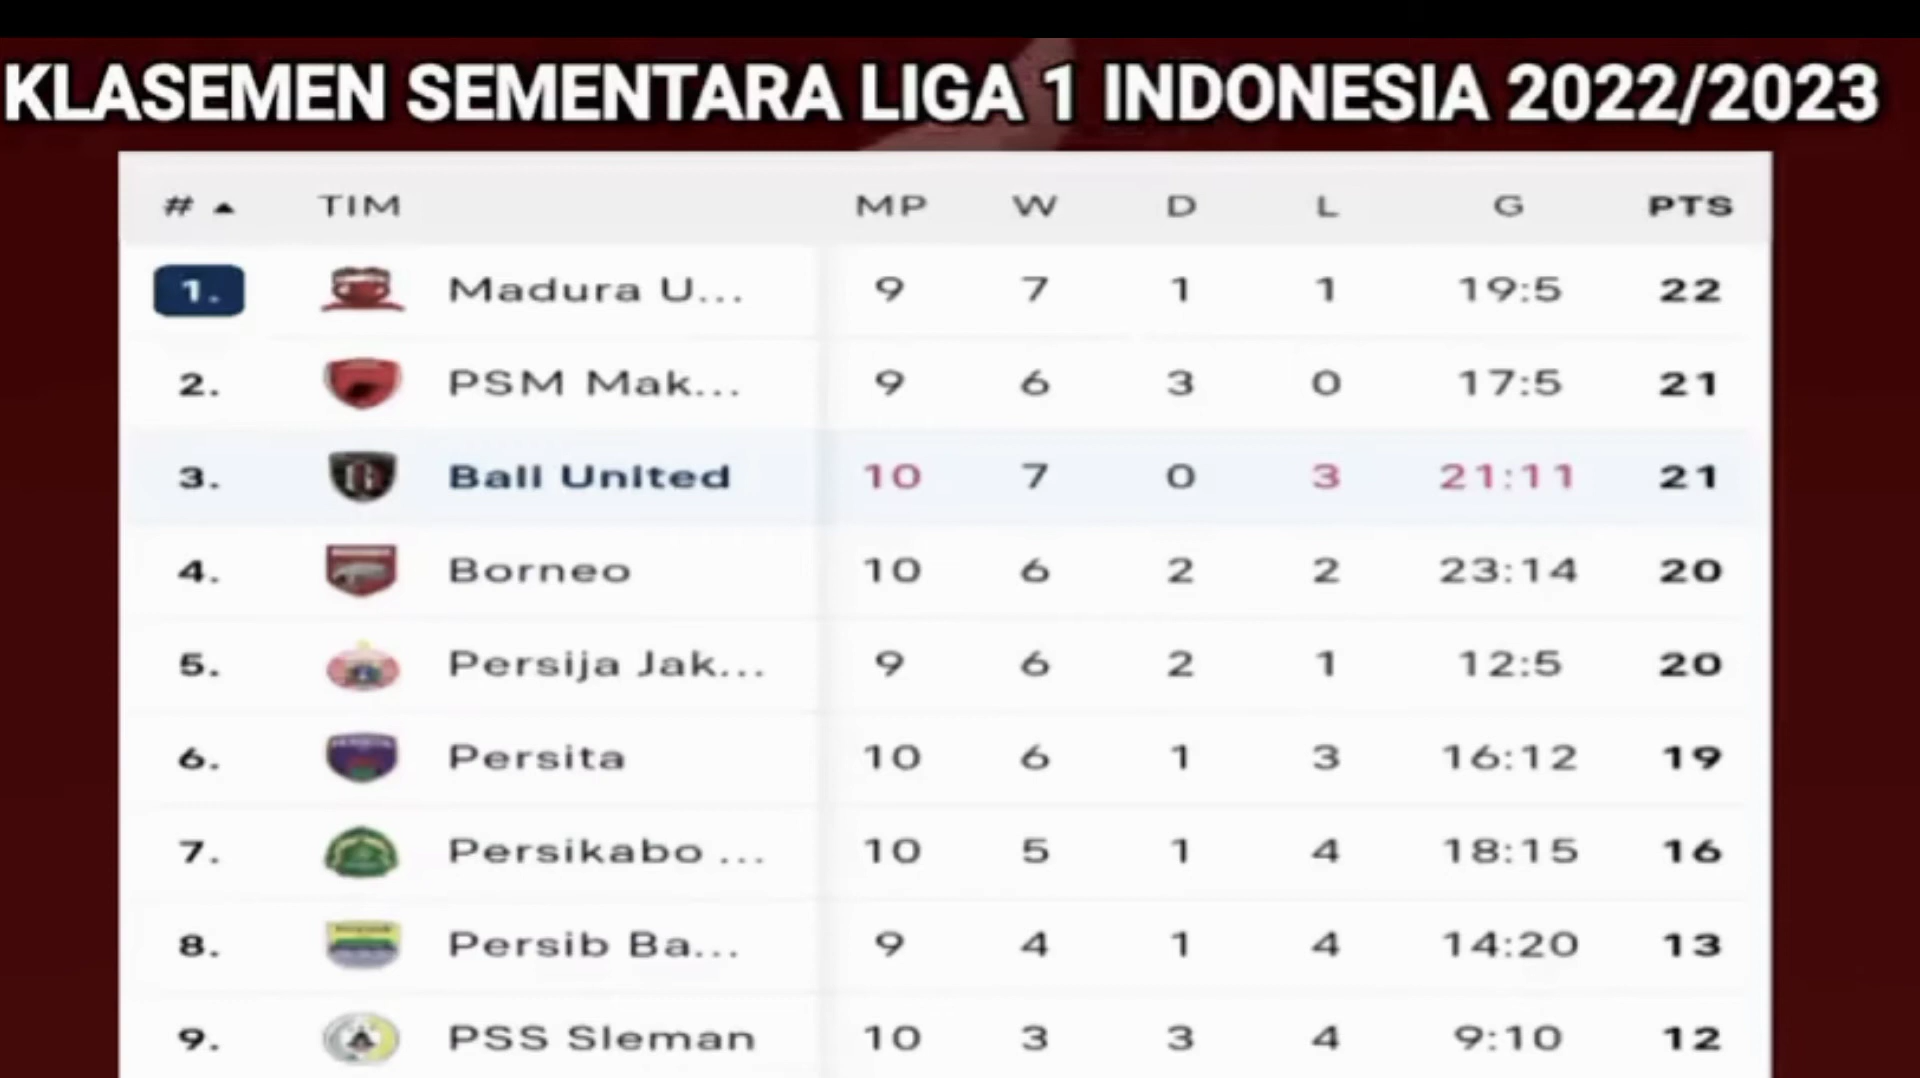 KLASEMEN SEMENTARA LIGA 1 INDONESIA 2022/2023
# ▲ TIM MP W D L G PTS
1. Madura U... 9 7 1 1 19:5 22
2. PSM Mak... 9 6 3 0 17:5 21
3. Bali United 10 7 0 3 21:11 21
4. Borneo 10 6 2 2 23:14 20
5. Persija Jak... 9 6 2 1 12:5 20
6. Persita 10 6 1 3 16:12 19
7. Persikabo ... 10 5 1 4 18:15 16
8. Persib Ba... 9 4 1 4 14:20 13
9. PSS Sleman 10 3 3 4 9:10 12